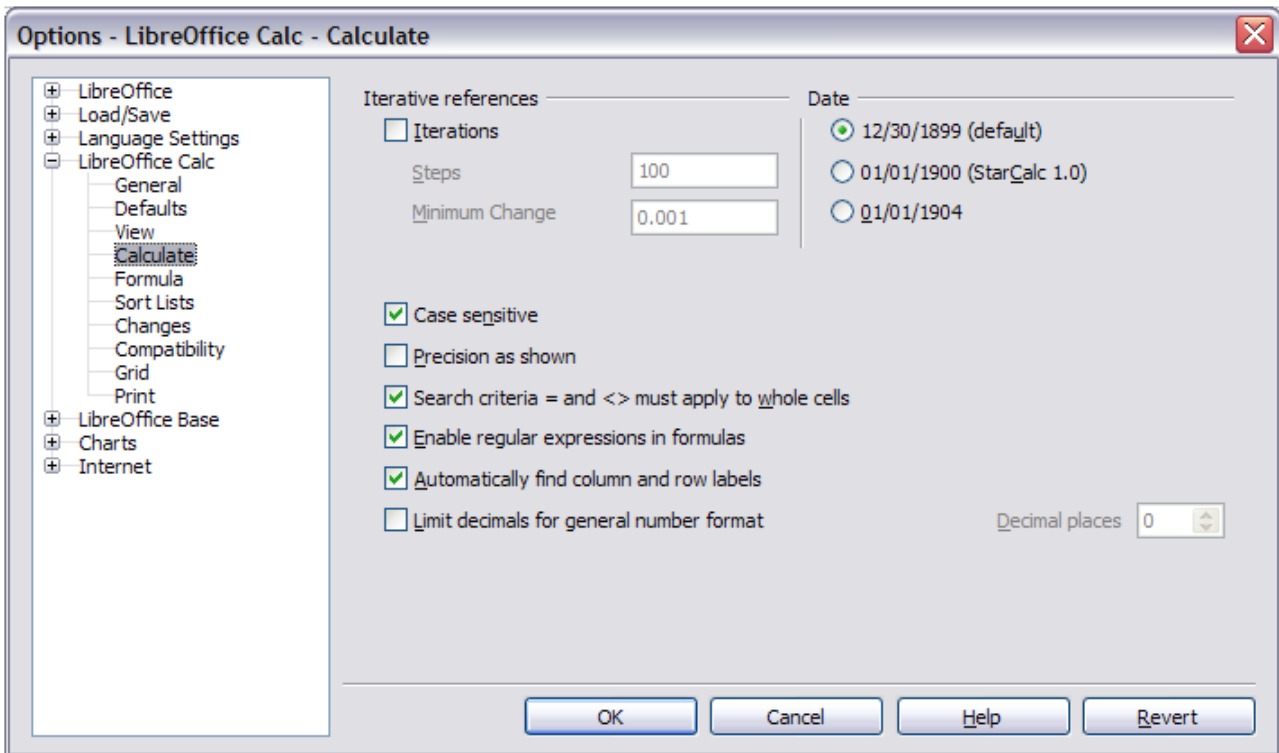 Options - LibreOffice Calc - Calculate
LibreOffice
Load/Save
Language Settings
LibreOffice Calc
General
Defaults
View
Calculate
Formula
Sort Lists
Changes
Compatibility
Grid
Print
LibreOffice Base
Charts
Internet
Iterative references
Iterations
Steps 100
Minimum Change 0.001
Date
12/30/1899 (default)
01/01/1900 (StarCalc 1.0)
01/01/1904
Case sensitive
Precision as shown
Search criteria = and <> must apply to whole cells
Enable regular expressions in formulas
Automatically find column and row labels
Limit decimals for general number format Decimal places 0
OK Cancel Help Revert